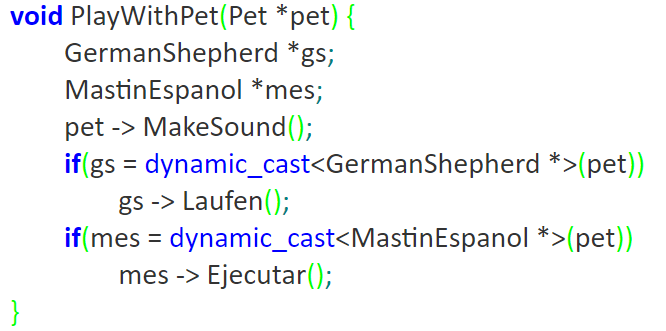 void PlayWithPet(Pet *pet) {
GermanShepherd *gs;
MastinEspanol *mes;
pet -> MakeSound();
if(gs = dynamic_cast<GermanShepherd *>(pet))
gs -> Laufen();
if(mes = dynamic_cast<MastinEspanol *>(pet))
mes -> Ejecutar();
}